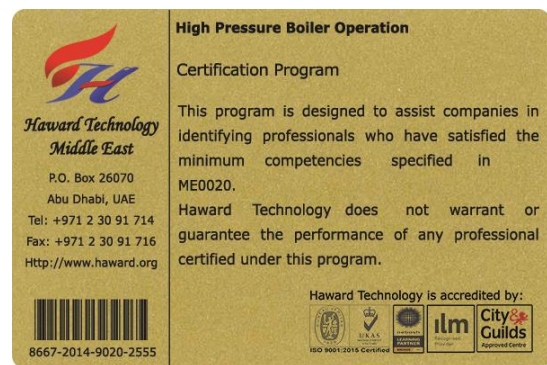 High Pressure Boiler Operation
Certification Program
This program is designed to assist companies in
identifying professionals who have satisfied the
minimum competencies specified in
ME0020.
Haward Technology does not warrant or
guarantee the performance of any professional
certified under this program.
Haward Technology
Middle East
P.O. Box 26070
Abu Dhabi, UAE
Tel: +971 2 30 91 714
Fax: +971 2 30 91 716
Http://www.haward.org
8667-2014-9020-2555
Haward Technology is accredited by:
UKAS
ISO 9001:2015 Certified
LEARNING
PARTNER
ilm
Recognised
Provider
City&
Guilds
Approved Centre